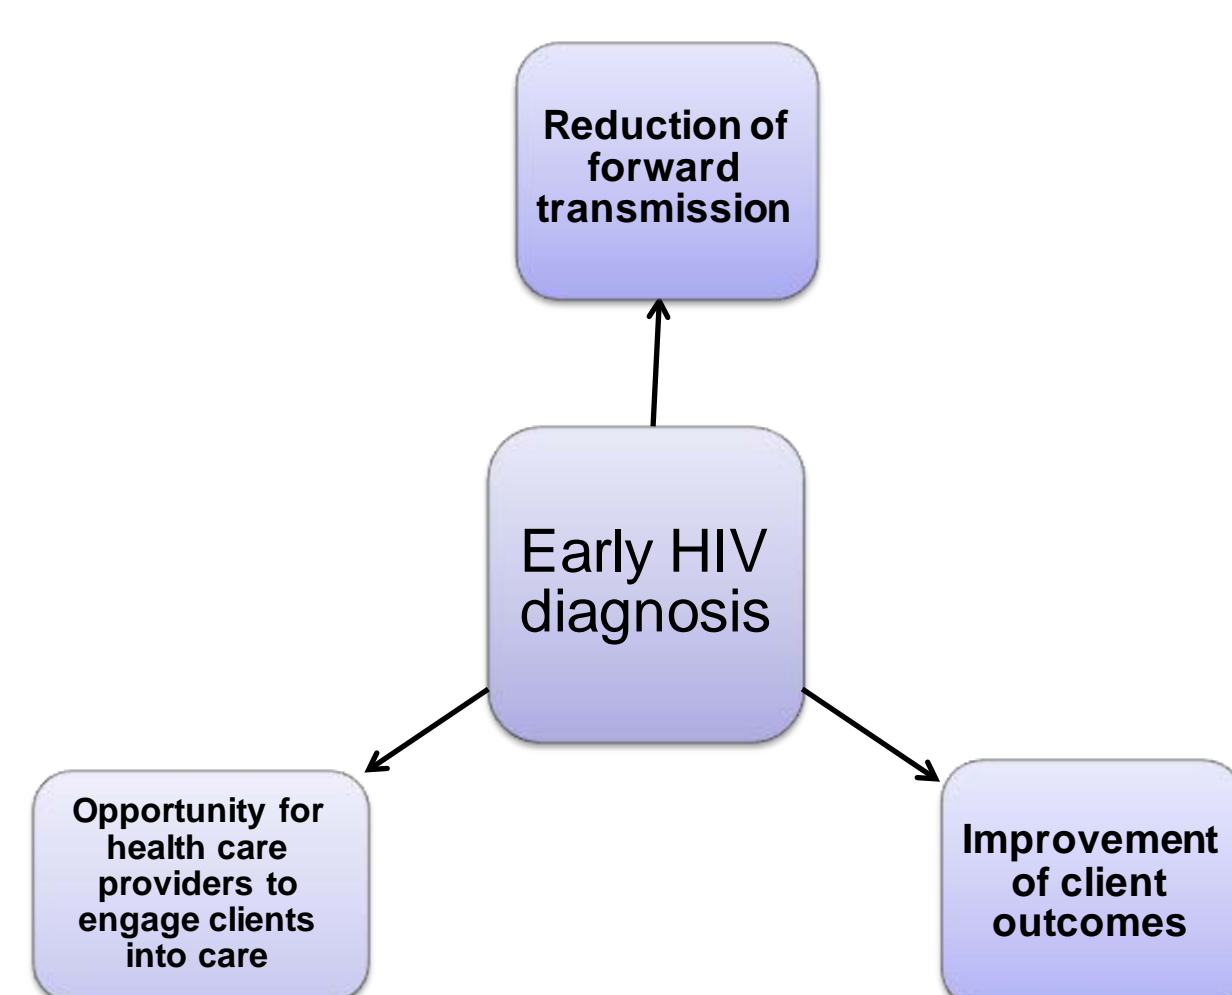 Reduction of
forward
transmission
Early HIV
diagnosis
Opportunity for
health care
providers to
engage clients
into care
Improvement
of client
outcomes